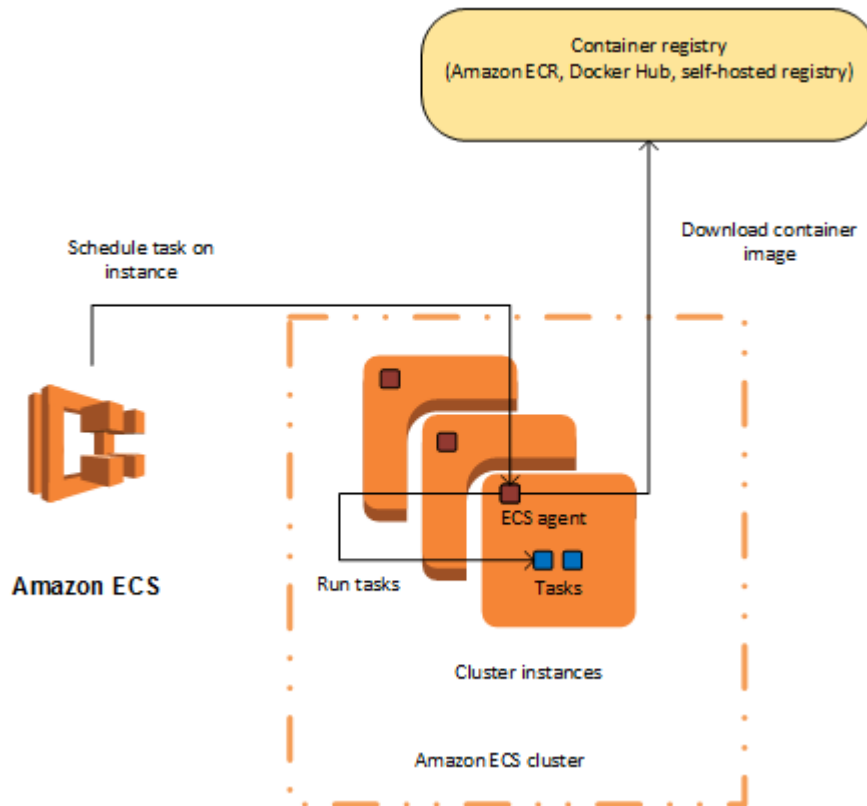 Container registry
(Amazon ECR, Docker Hub, self-hosted registry)
Download container
image
Schedule task on
instance
Amazon ECS
ECS agent
Run tasks
Tasks
Cluster instances
Amazon ECS cluster